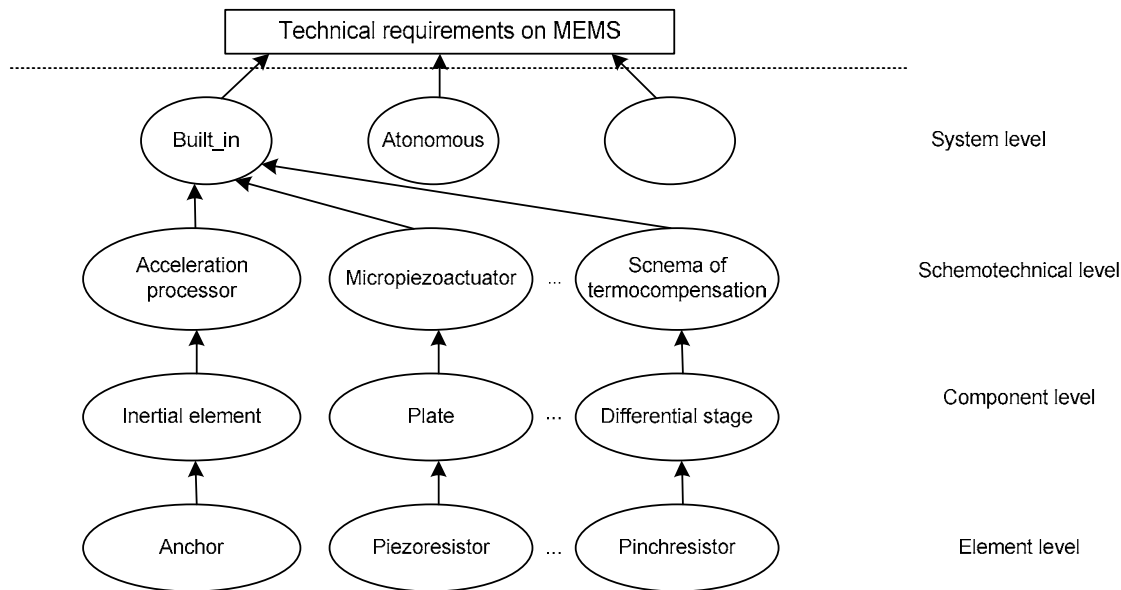 Technical requirements on MEMS
Built_in
Atonomous
System level
Acceleration
processor
Micropiezoactuator
...
Scnema of
termocompensation
Schemotechnical level
Inertial element
Plate
...
Differential stage
Component level
Anchor
Piezoresistor
...
Pinchresistor
Element level